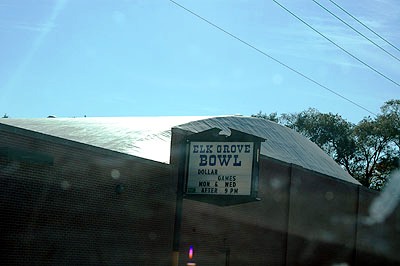 ELK GROVE
BOWL
DOLLAR
GAMES
MON & WED
AFTER 9 PM